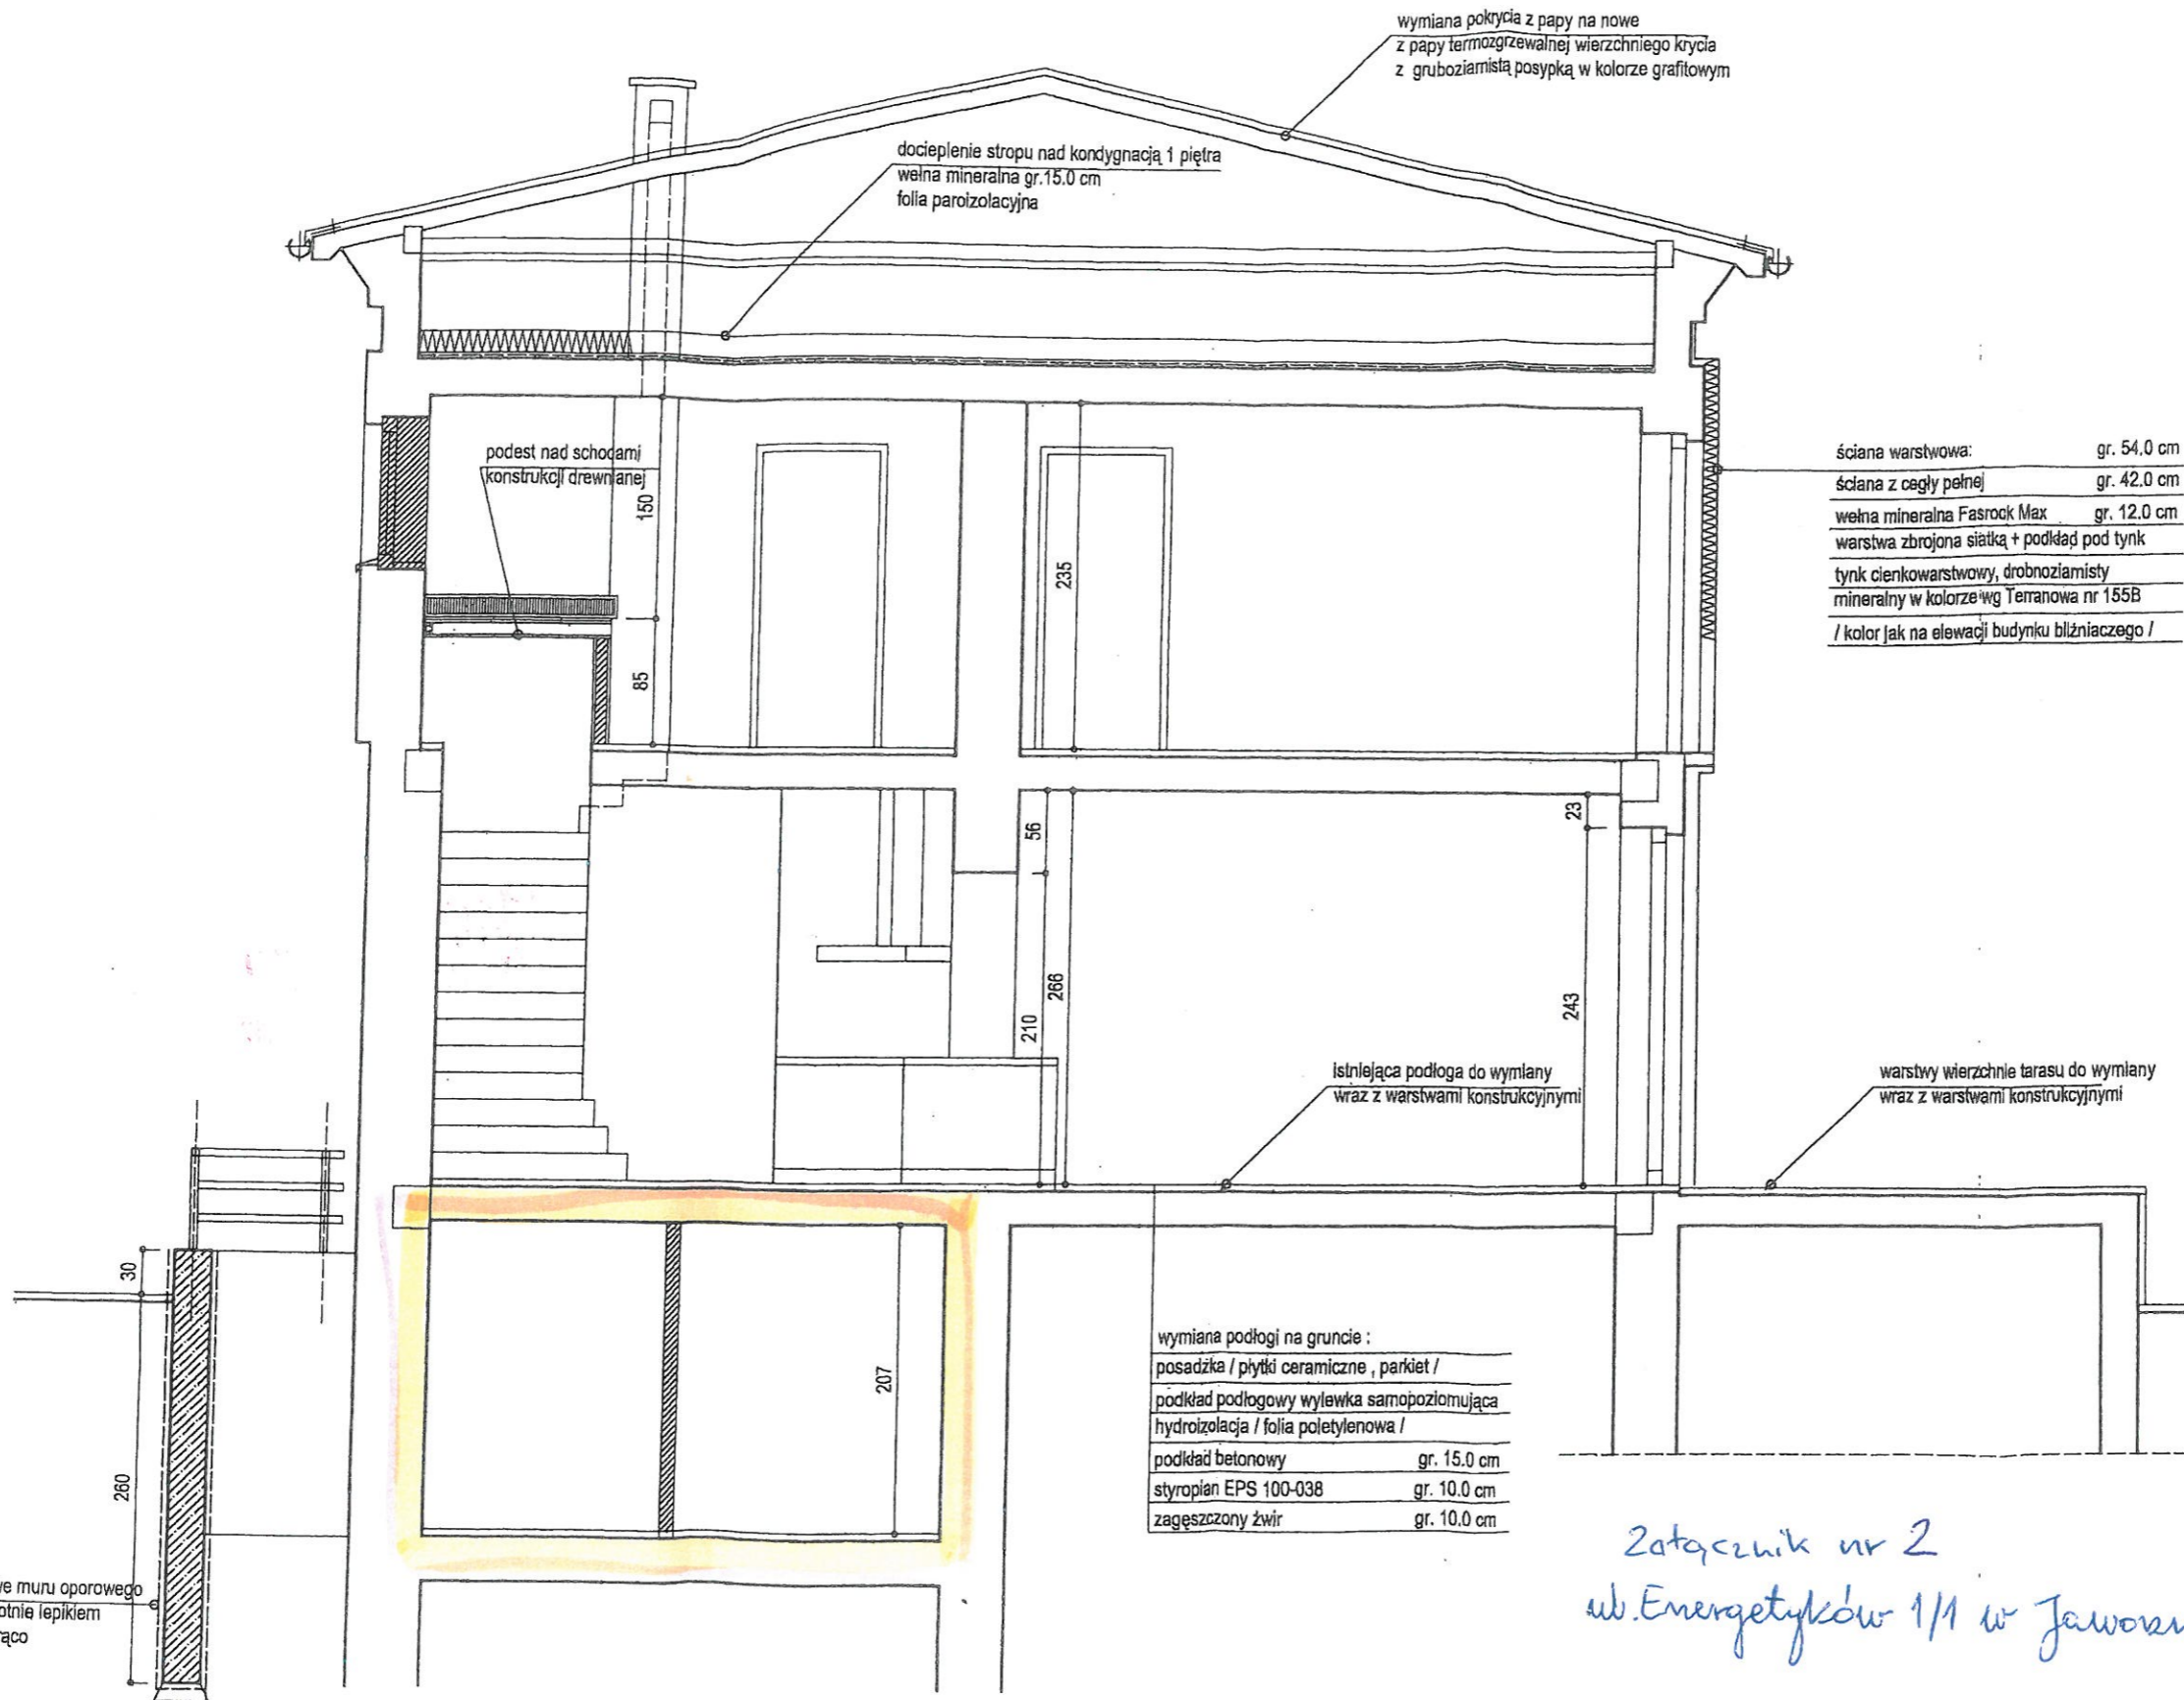 wymiana pokrycia z papy na nowe
z papy termozgrzewalnej wierzchniego krycia
z gruboziarnistą posypką w kolorze grafitowym
docieplenie stropu nad kondygnacją 1 piętra
wełna mineralna gr.15.0 cm
folia paroizolacyjna
podest nad schodami
konstrukcji drewnianej
150
85
235
ściana warstwowa: gr. 54.0 cm
ściana z cegły pełnej gr. 42.0 cm
wełna mineralna Fasrock Max gr. 12.0 cm
warstwa zbrojona siatką + podkład pod tynk
tynk cienkowarstwowy, drobnoziarnisty
mineralny w kolorze wg Terranowa nr 155B
/ kolor jak na elewacji budynku bliźniaczego /
56
23
266
210
243
istniejąca podłoga do wymiany
wraz z warstwami konstrukcyjnymi
warstwy wierzchnie tarasu do wymiany
wraz z warstwami konstrukcyjnymi
30
260
207
wymiana podłogi na gruncie :
posadzka / płytki ceramiczne , parkiet /
podkład podłogowy wylewka samopoziomująca
hydroizolacja / folia poletylenowa /
podkład betonowy gr. 15.0 cm
styropian EPS 100-038 gr. 10.0 cm
zagęszczony żwir gr. 10.0 cm
muru oporowego
lepikiem
Załącznik nr 2
ul. Energetyków 1/1 w